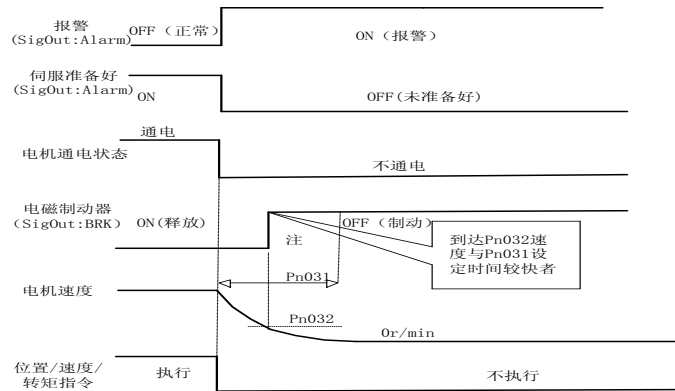 报警 OFF（正常） ON（报警）
(SigOut:Alarm)
伺服准备好
(SigOut:Alarm) ON OFF(未准备好)
通电
电机通电状态 不通电
电磁制动器 ON(释放) OFF（制动）
(SigOut:BRK)
注
到达Pn032速
度与Pn031设
定时间较快者
Pn031
电机速度
Pn032
0r/min
位置/速度/ 执行 不执行
转矩指令